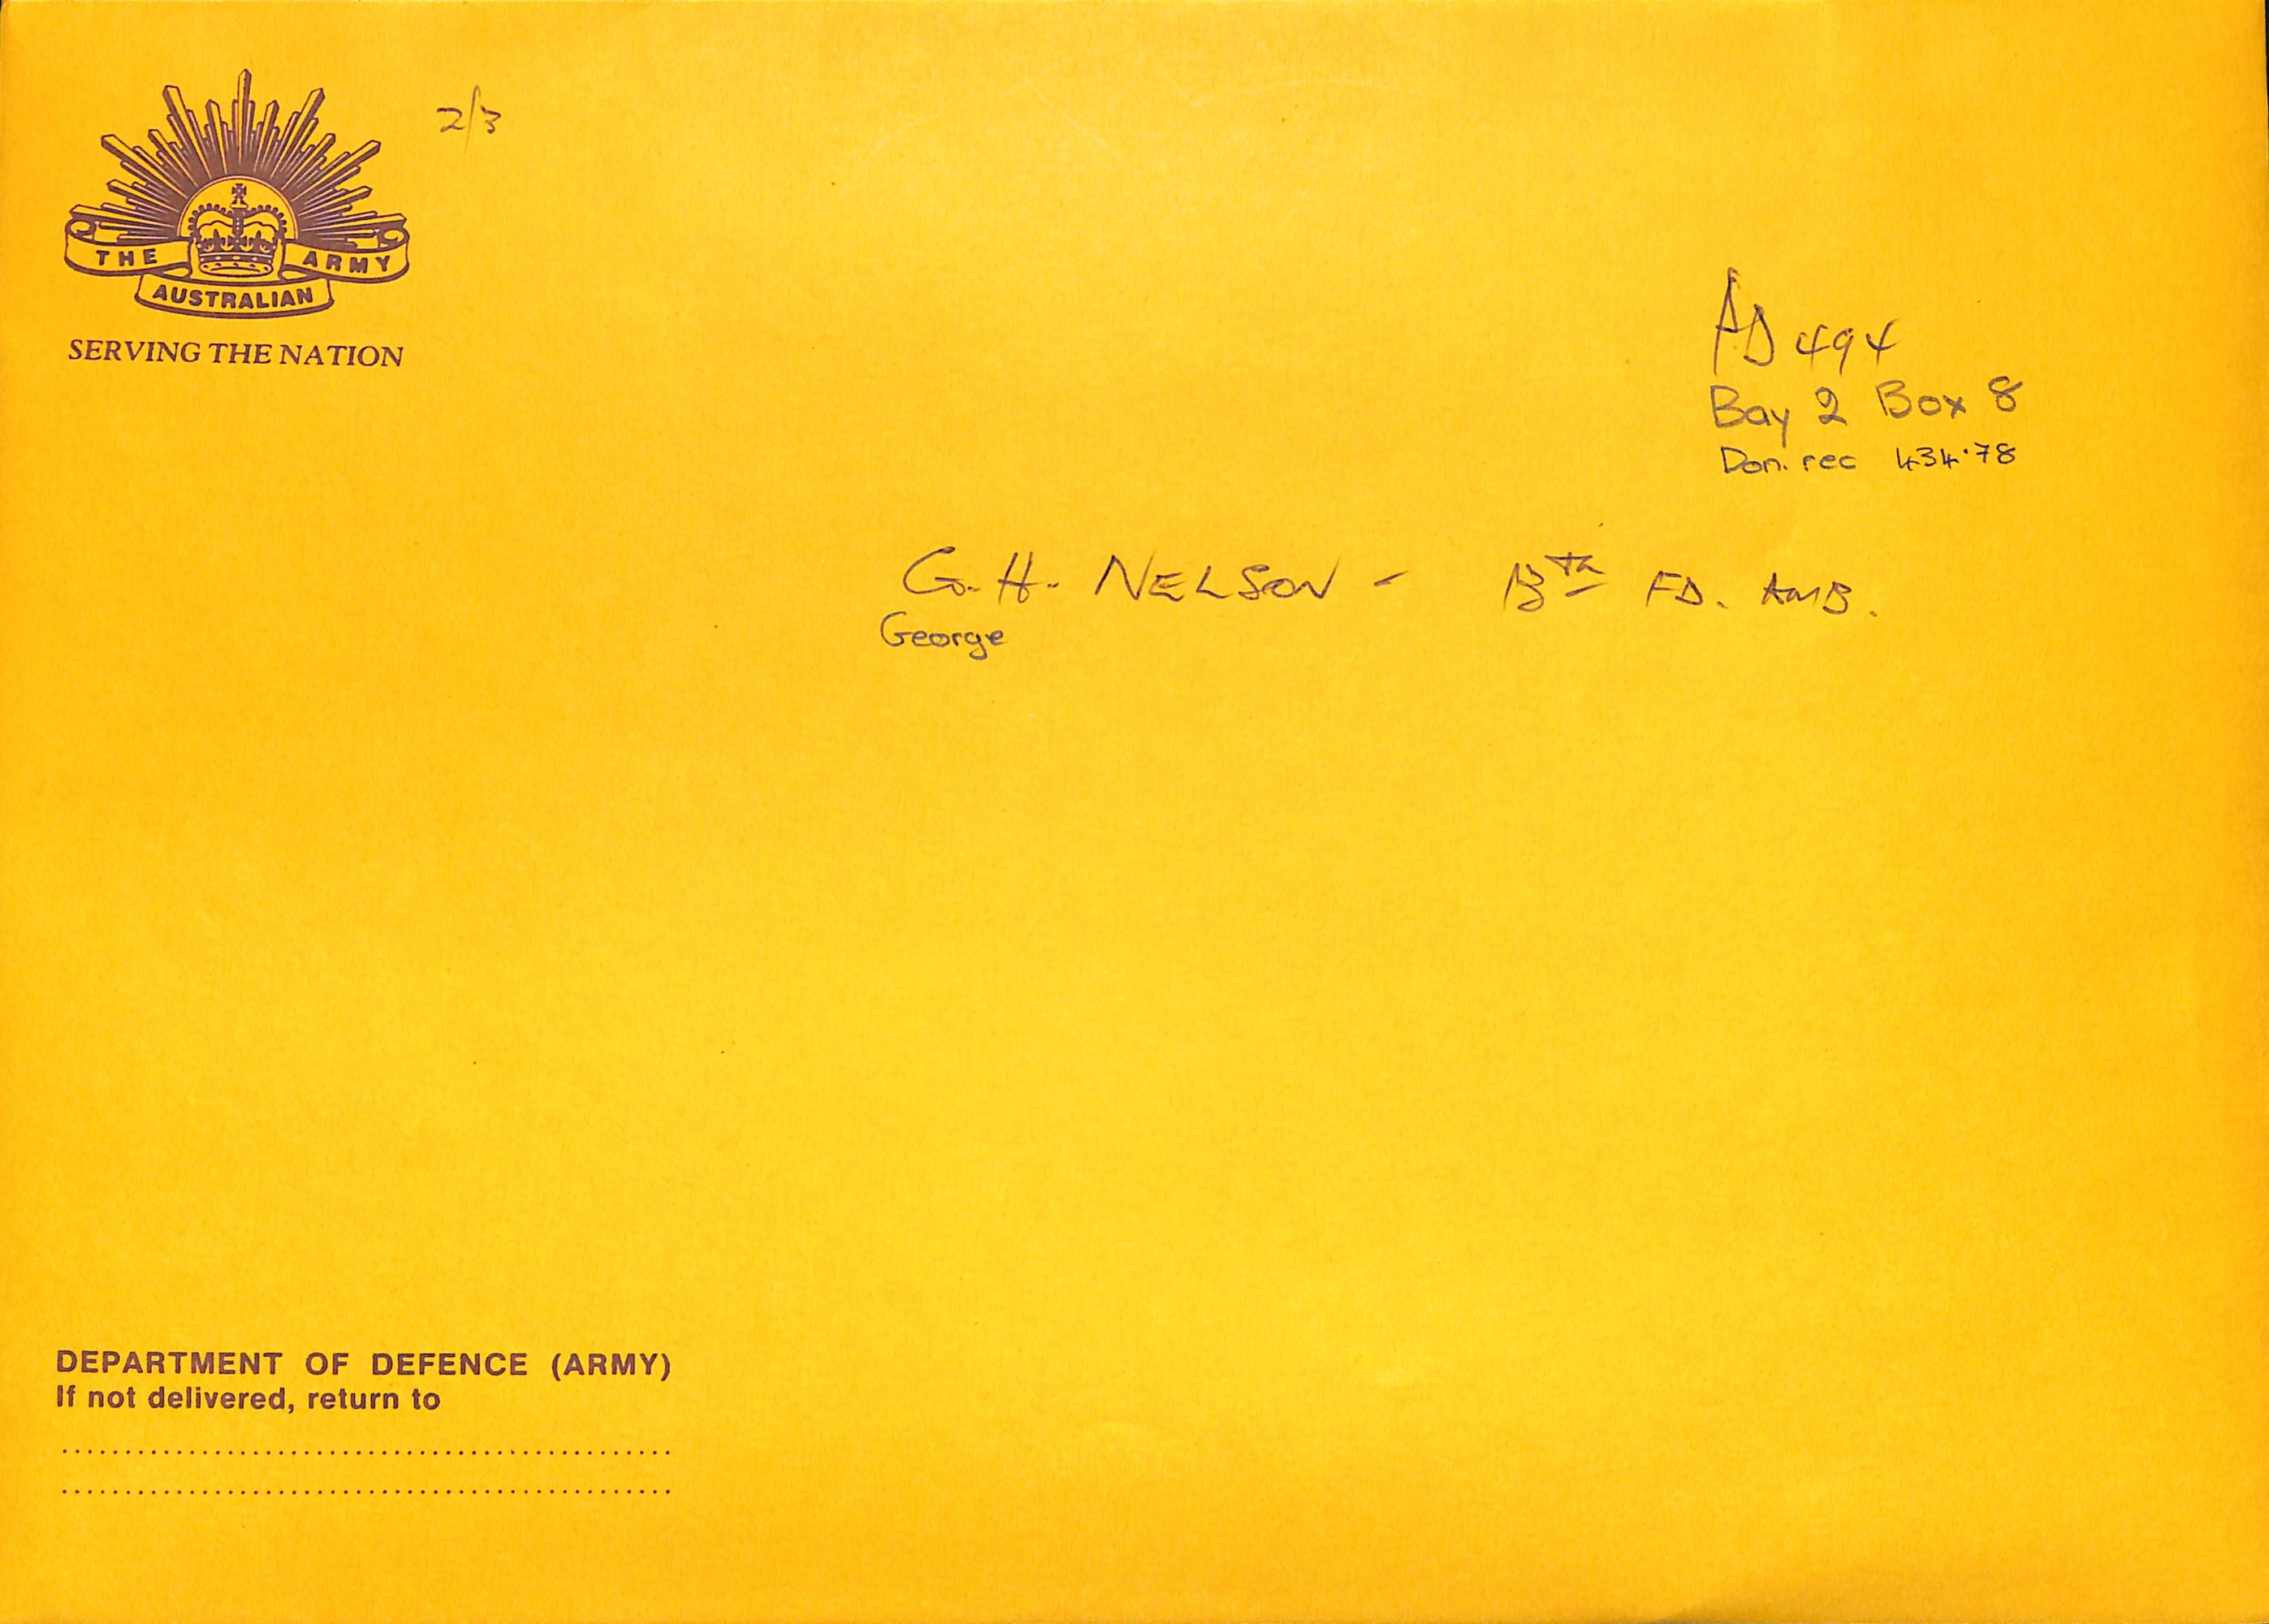 2/3
THE AUSTRALIAN ARMY
SERVING THE NATION
AD 494
Bay 2 Box 8
Don. rec 434.78
G.H. NELSON - 13th FD. AMB.
George
DEPARTMENT OF DEFENCE (ARMY)
If not delivered, return to